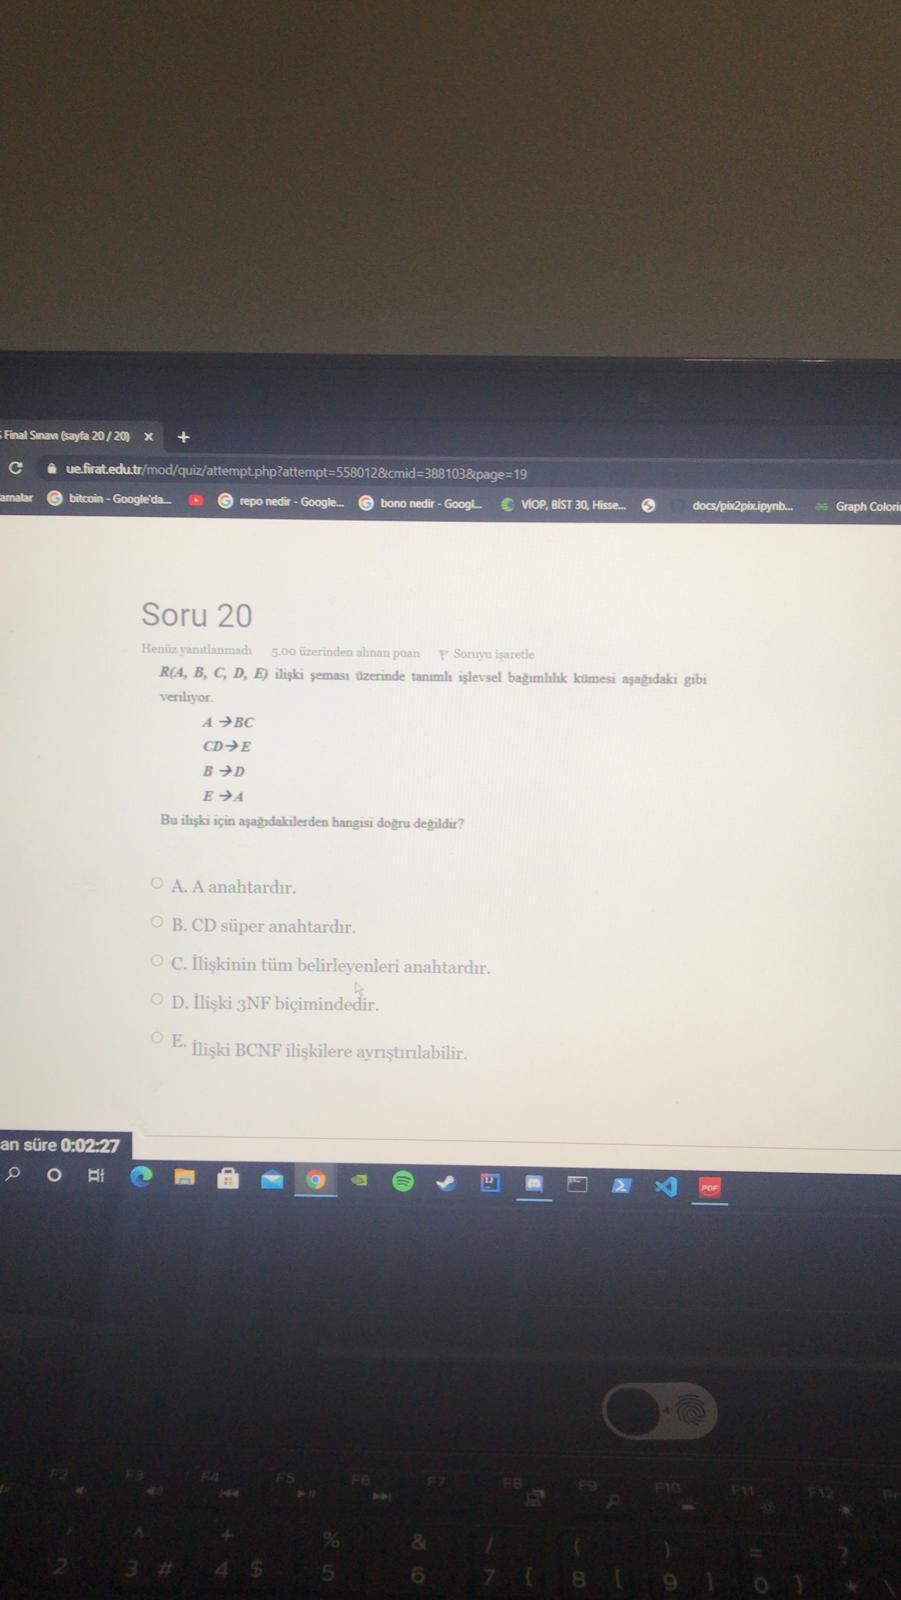 Final Sınavı (sayfa 20 / 20)
ue.firat.edu.tr/mod/quiz/attempt.php?attempt=558012&cmid=388103&page=19
amalar bitcoin - Google'da... repo nedir - Google... bono nedir - Googl... VİOP, BİST 30, Hisse... docs/pix2pix.ipynb... Graph Colori
Soru 20
Henüz yanıtlanmadı 5.00 üzerinden alınan puan Soruyu işaretle
R(A, B, C, D, E) ilişki şeması üzerinde tanımlı işlevsel bağımlılık kümesi aşağıdaki gibi
veriliyor.
A → BC
CD → E
B → D
E → A
Bu ilişki için aşağıdakilerden hangisi doğru değildir?
A. A anahtardır.
B. CD süper anahtardır.
C. İlişkinin tüm belirleyenleri anahtardır.
D. İlişki 3NF biçimindedir.
E. İlişki BCNF ilişkilere ayrıştırılabilir.
an süre 0:02:27
PDF
F2 F3 F4 F5 F6 F7 F8 F9 F10 F11 F12
' ^ + % & / ( ) = ?
2 3 # 4 $ 5 6 7 { 8 [ 9 ] 0 } * \